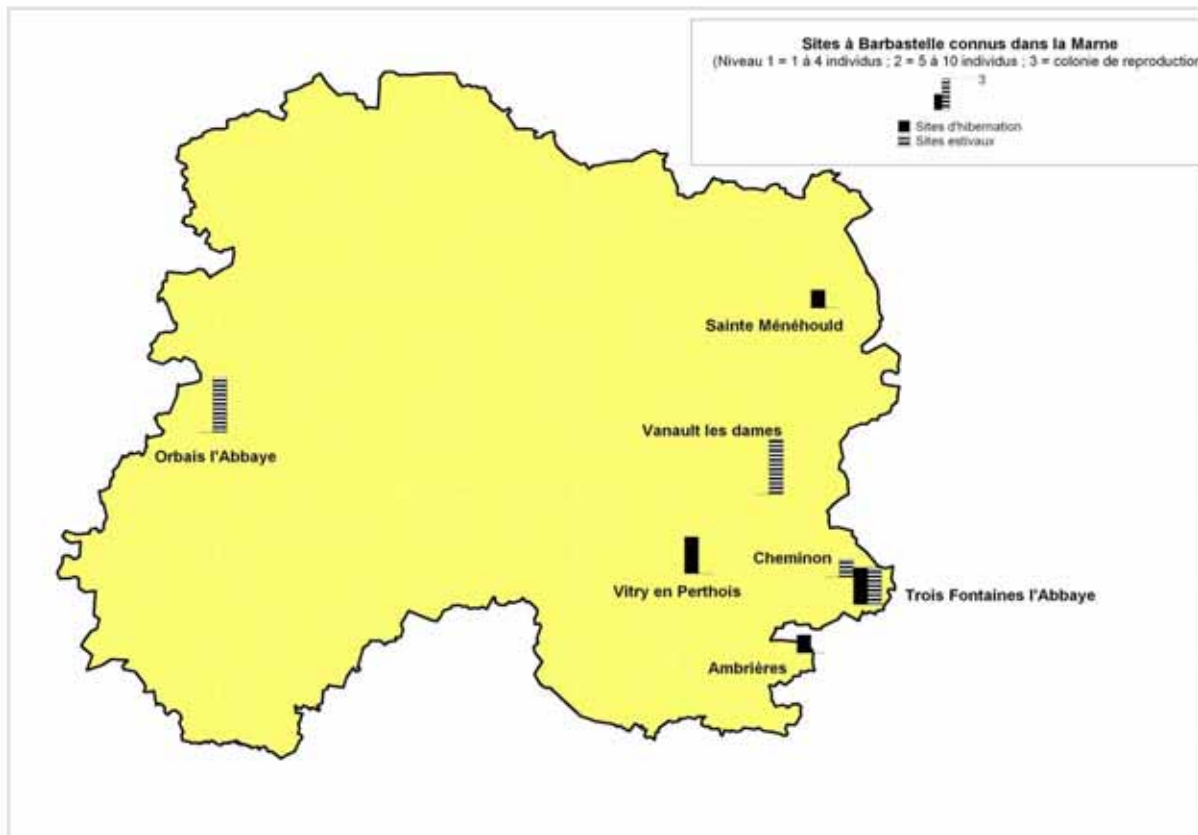 Sites à Barbastelle connus dans la Marne
(Niveau 1 = 1 à 4 individus ; 2 = 5 à 10 individus ; 3 = colonie de reproduction
3
Sites d'hibernation
Sites estivaux
Sainte Ménéhould
Vanault les dames
Orbais l'Abbaye
Cheminon
Vitry en Perthois
Trois Fontaines l'Abbaye
Ambrières